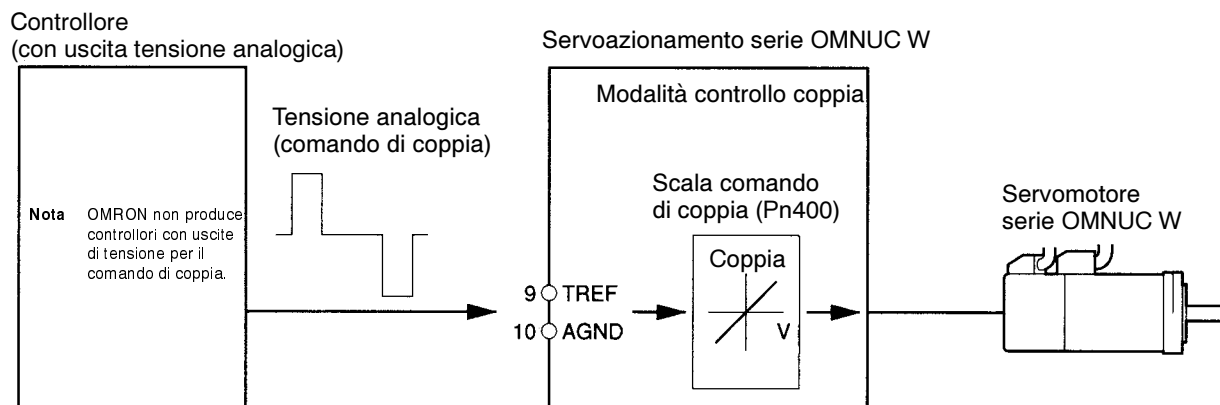 Controllore
(con uscita tensione analogica)
Servoazionamento serie OMNUC W
Modalità controllo coppia
Tensione analogica
(comando di coppia)
Nota OMRON non produce
controllori con uscite
di tensione per il
comando di coppia.
Scala comando
di coppia (Pn400)
Coppia
V
9 TREF
10 AGND
Servomotore
serie OMNUC W